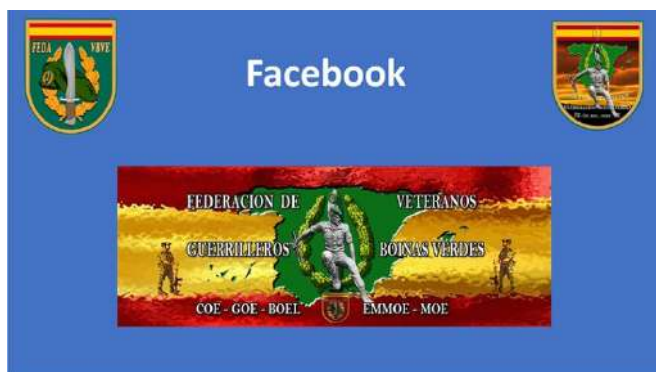 FEDA VBVE
Facebook
FEDERACION DE VETERANOS
GUERRILLEROS BOINAS VERDES
COE - GOE - BOEL EMMOE - MOE